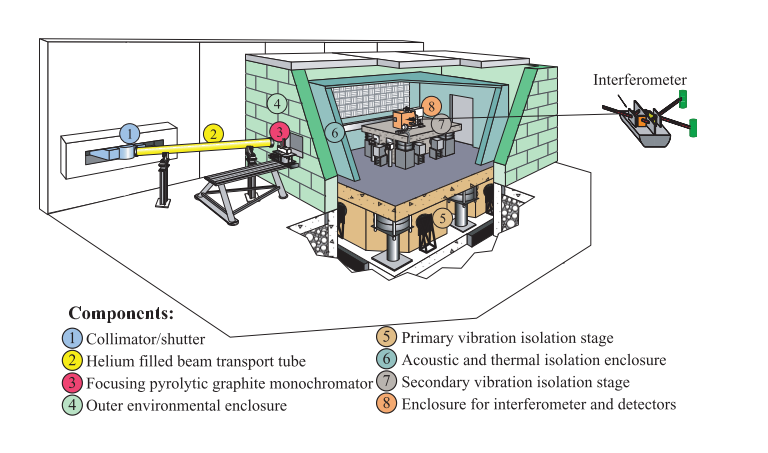 Interferometer
1
2
3
4
5
6
7
8
Components:
1 Collimator/shutter
2 Helium filled beam transport tube
3 Focusing pyrolytic graphite monochromator
4 Outer environmental enclosure
5 Primary vibration isolation stage
6 Acoustic and thermal isolation enclosure
7 Secondary vibration isolation stage
8 Enclosure for interferometer and detectors